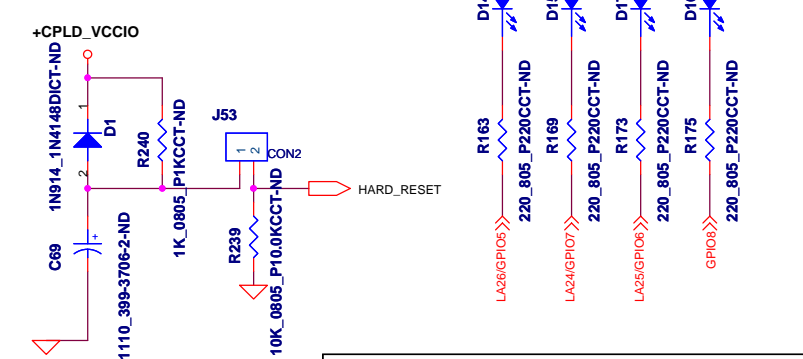 +CPLD_VCCIO
1
D1
2
1N914_1N4148DICT-ND
R240
1K_0805_P1KCCT-ND
J53
1 2
CON2
HARD_RESET
R239
10K_0805_P10.0KCCT-ND
+
C69
1110_399-3706-2-ND
R163
220_805_P220CCT-ND
LA26/GPIO5
R169
220_805_P220CCT-ND
LA24/GPIO7
R173
220_805_P220CCT-ND
LA25/GPIO6
R175
220_805_P220CCT-ND
GPIO8